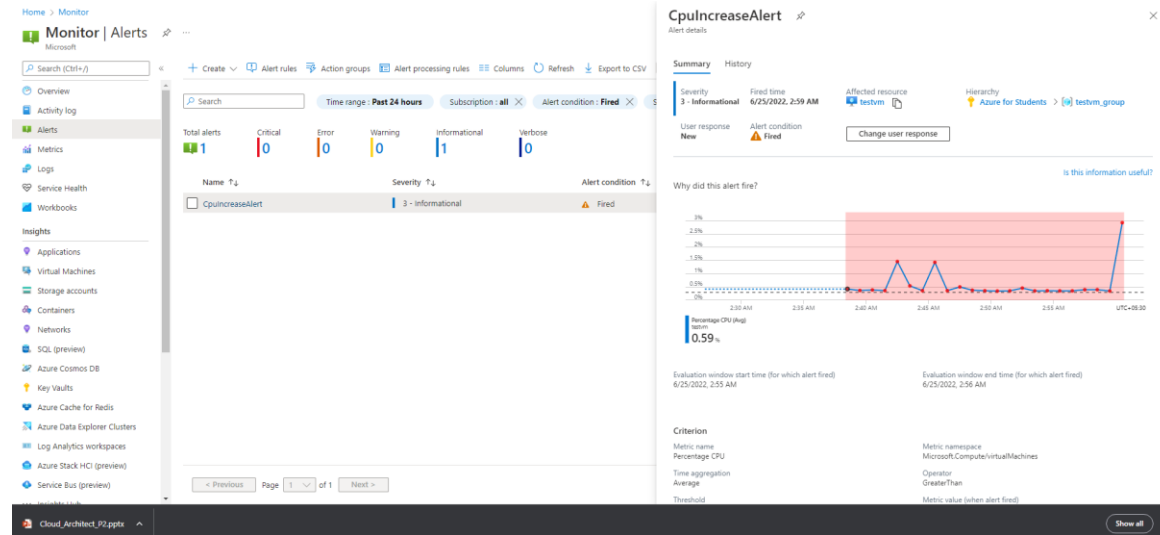 Home > Monitor
Monitor | Alerts
Microsoft
Search (Ctrl+/)
Overview
Activity log
Alerts
Metrics
Logs
Service Health
Workbooks
Insights
Applications
Virtual Machines
Storage accounts
Containers
Networks
SQL (preview)
Azure Cosmos DB
Key Vaults
Azure Cache for Redis
Azure Data Explorer Clusters
Log Analytics workspaces
Azure Stack HCI (preview)
Service Bus (preview)
Create Alert rules Action groups Alert processing rules Columns Refresh Export to CSV
Search Time range : Past 24 hours Subscription : all Alert condition : Fired S
Total alerts Critical Error Warning Informational Verbose
1 0 0 0 1 0
Name Severity Alert condition
CpuIncreaseAlert 3 - Informational Fired
< Previous Page 1 of 1 Next >
CpuIncreaseAlert
Alert details
Summary History
Severity Fired time Affected resource Hierarchy
3 - Informational 6/25/2022, 2:59 AM testvm Azure for Students > testvm_group
User response Alert condition
New Fired Change user response
Is this information useful?
Why did this alert fire?
3%
2.5%
2%
1.5%
1%
0.5%
0%
2:30 AM 2:35 AM 2:40 AM 2:45 AM 2:50 AM 2:55 AM UTC+05:30
Percentage CPU (Avg)
testvm
0.59 %
Evaluation window start time (for which alert fired) Evaluation window end time (for which alert fired)
6/25/2022, 2:55 AM 6/25/2022, 2:56 AM
Criterion
Metric name Metric namespace
Percentage CPU Microsoft.Compute/virtualMachines
Time aggregation Operator
Average GreaterThan
Threshold Metric value (when alert fired)
Cloud_Architect_P2.pptx Show all